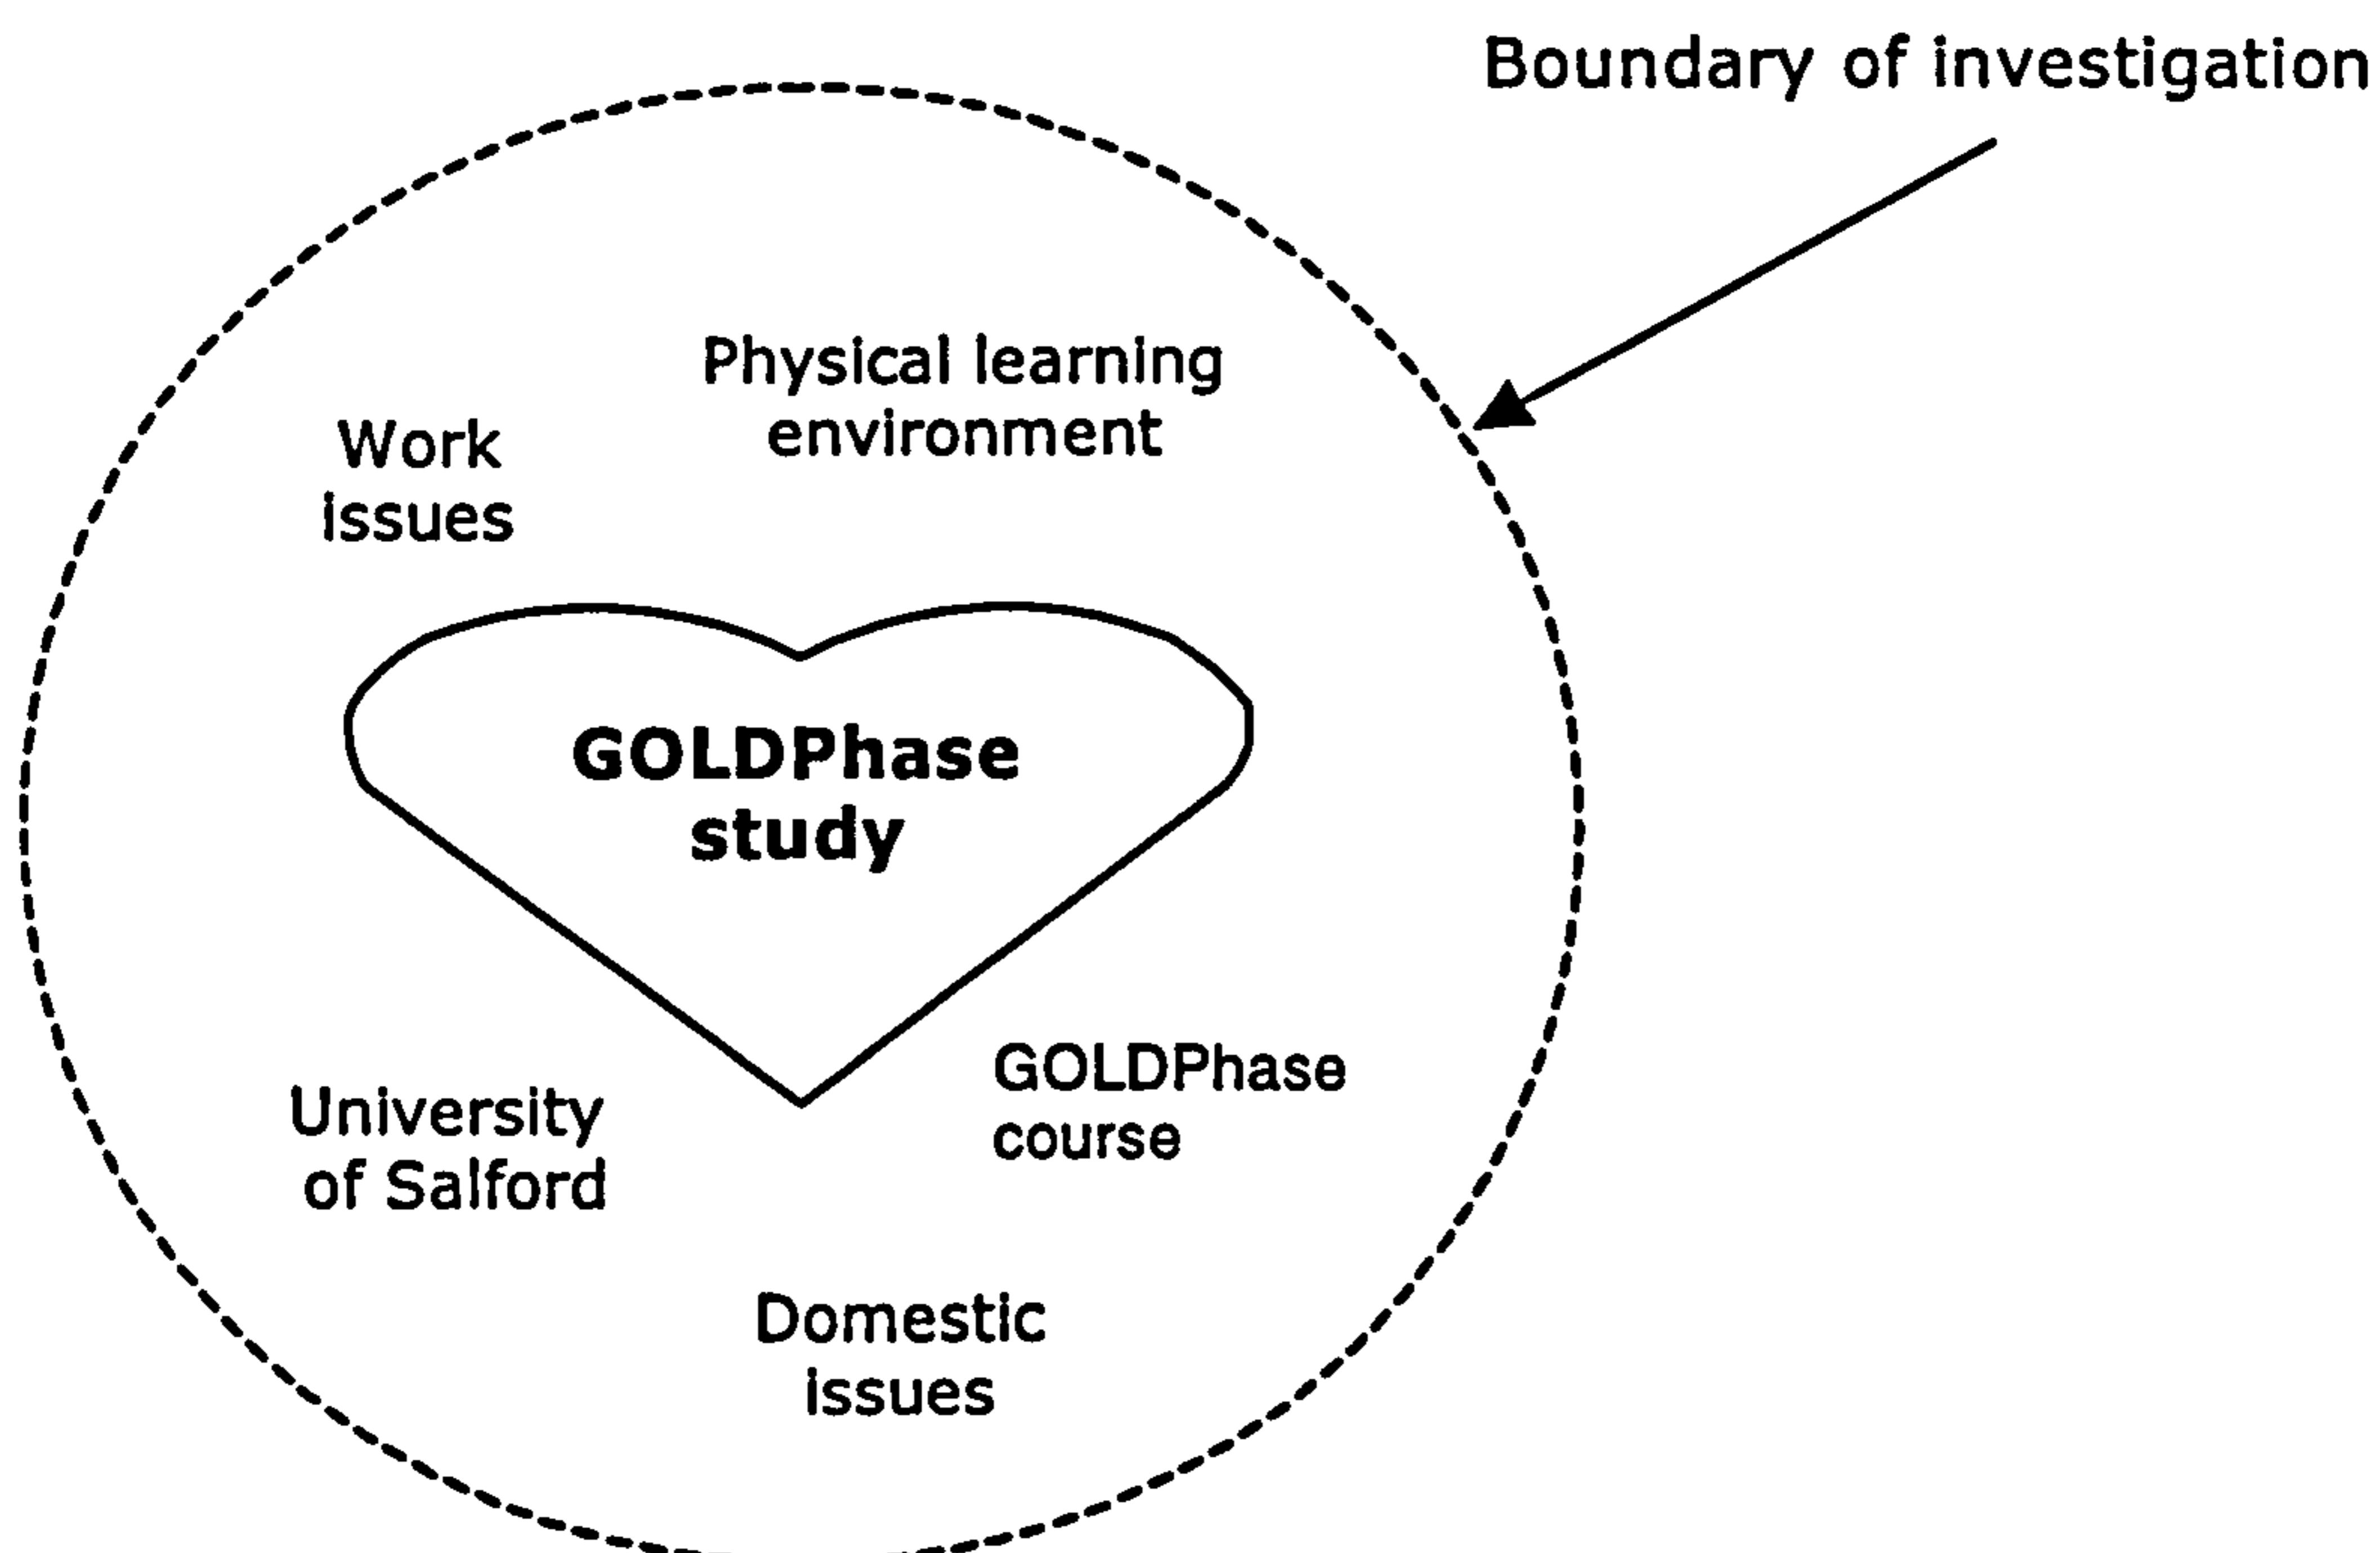 Boundary of investigation
Physical learning
environment
Work
issues
GOLDPhase
study
GOLDPhase
course
University
of Salford
Domestic
issues